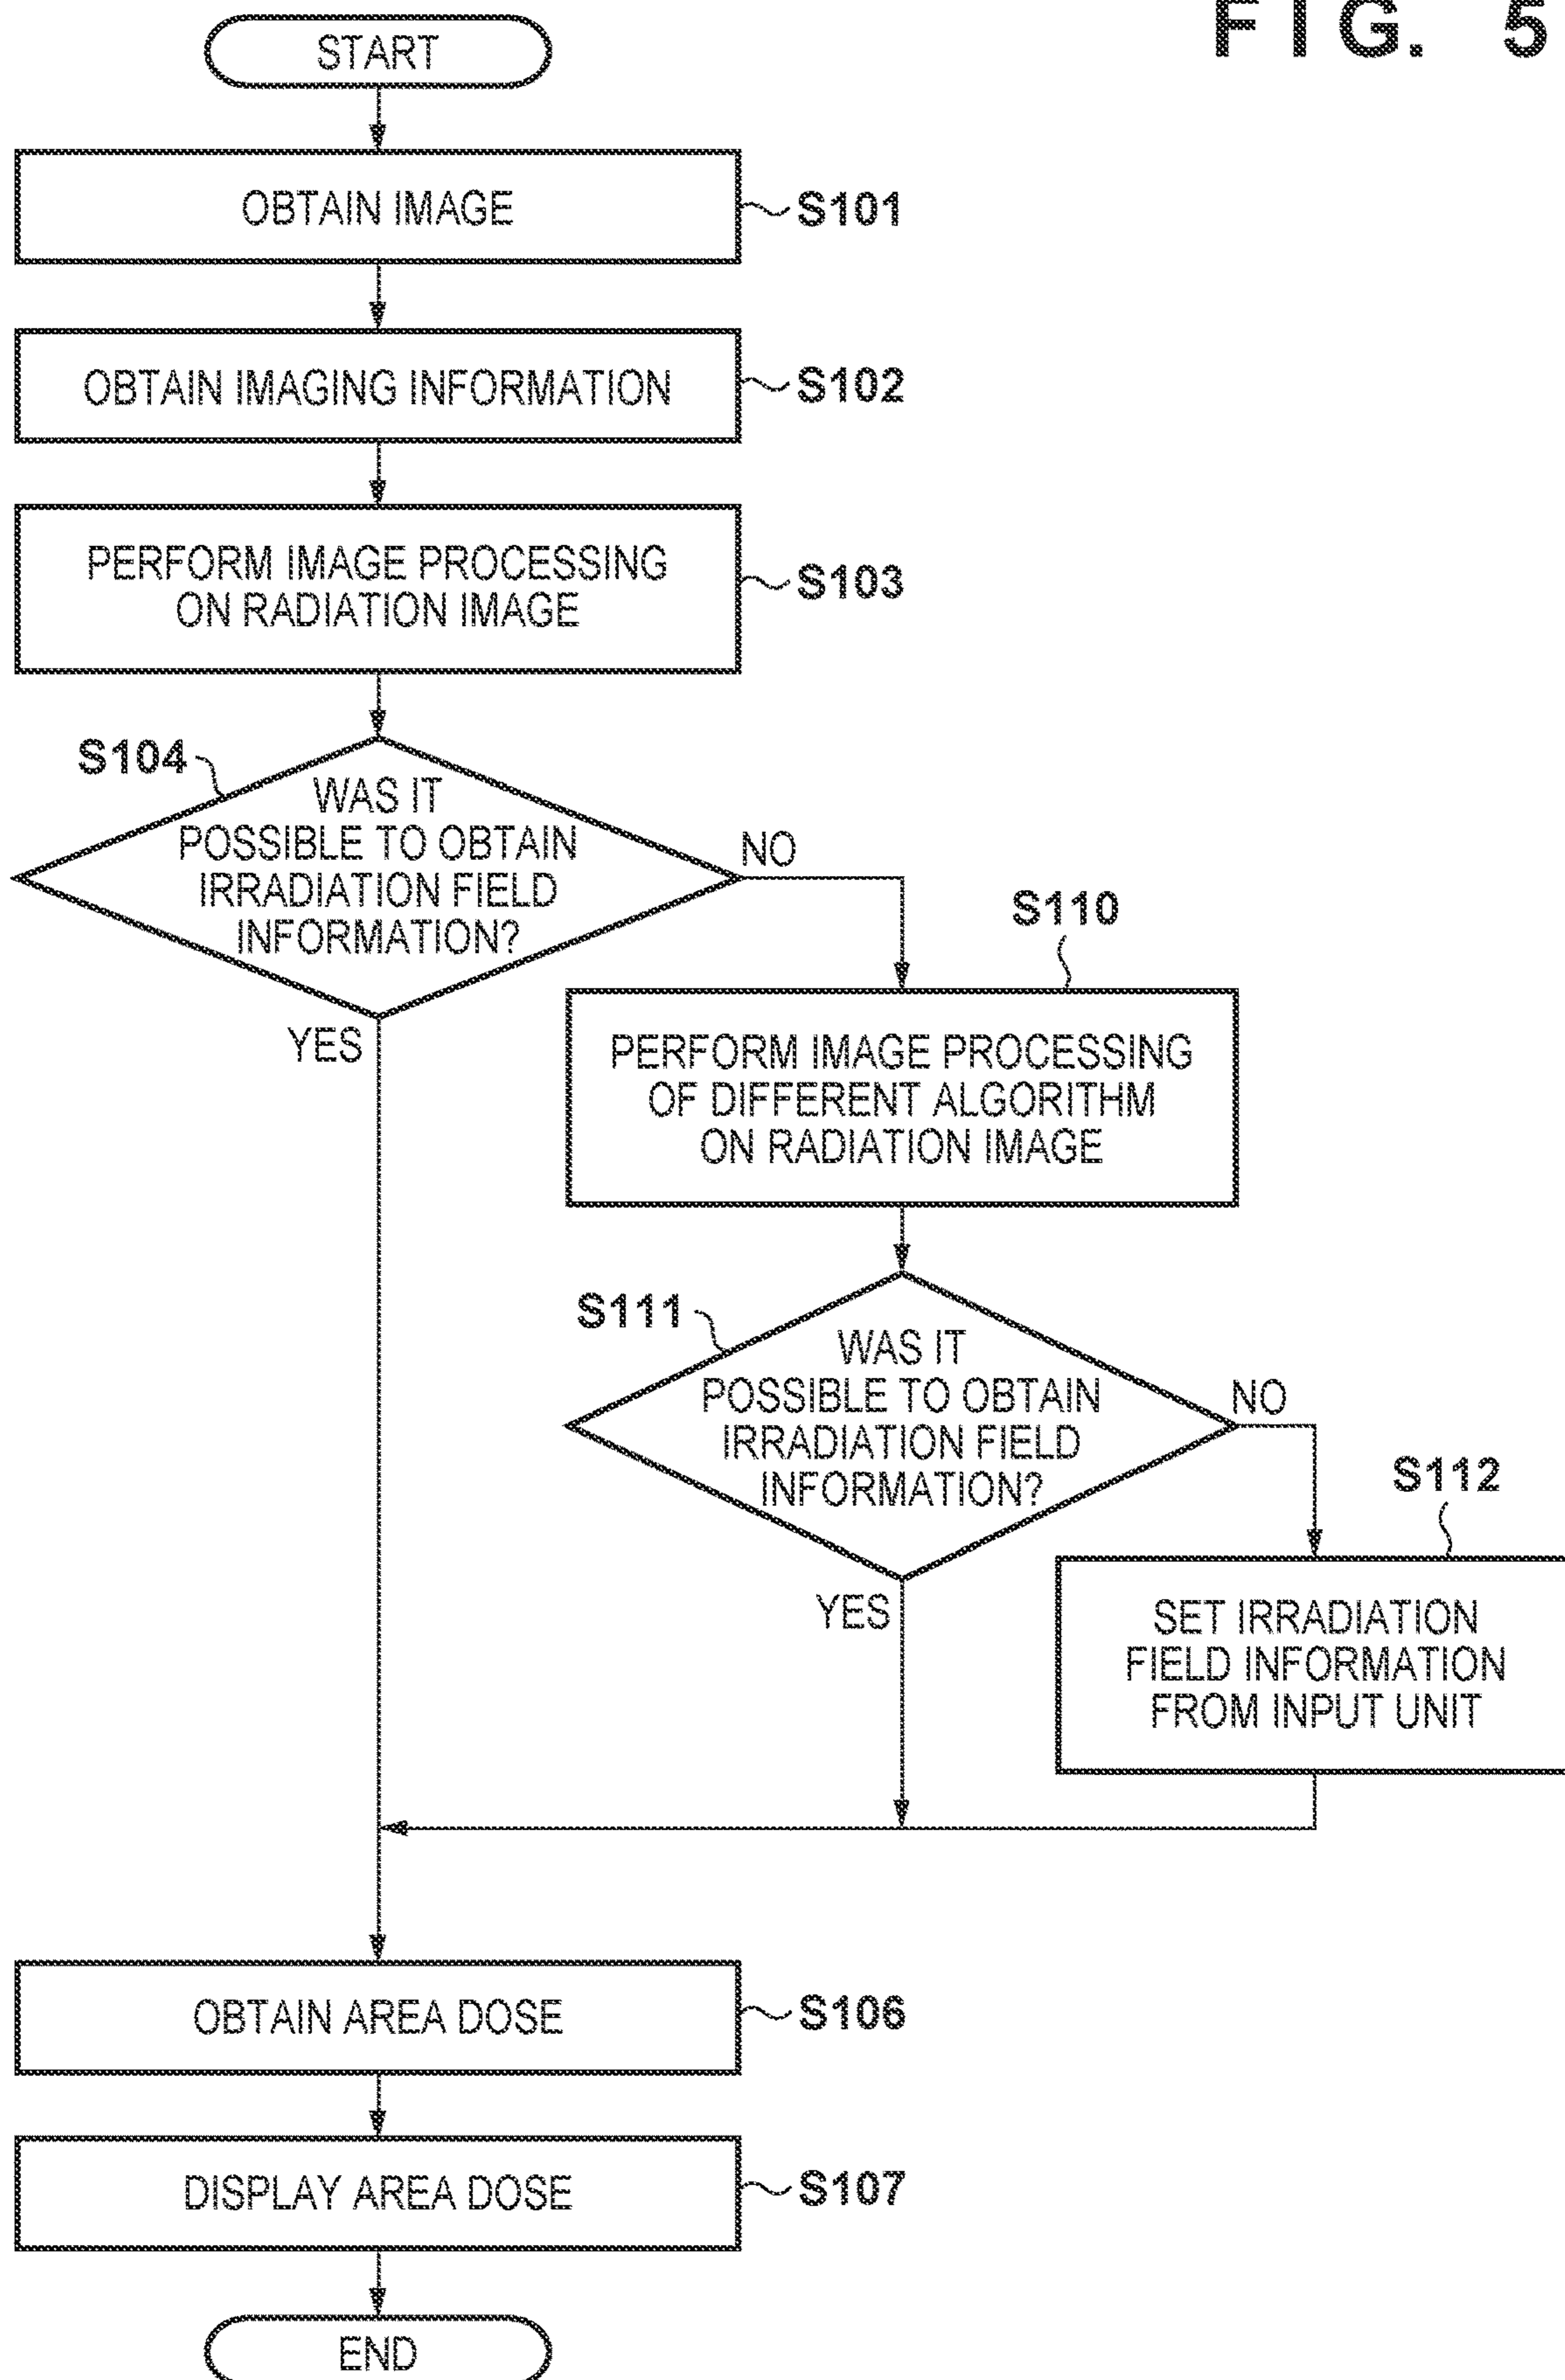 FIG. 5
START
OBTAIN IMAGE
S101
OBTAIN IMAGING INFORMATION
S102
PERFORM IMAGE PROCESSING
ON RADIATION IMAGE
S103
S104
WAS IT
POSSIBLE TO OBTAIN
IRRADIATION FIELD
INFORMATION?
NO
YES
S110
PERFORM IMAGE PROCESSING
OF DIFFERENT ALGORITHM
ON RADIATION IMAGE
S111
WAS IT
POSSIBLE TO OBTAIN
IRRADIATION FIELD
INFORMATION?
NO
YES
S112
SET IRRADIATION
FIELD INFORMATION
FROM INPUT UNIT
OBTAIN AREA DOSE
S106
DISPLAY AREA DOSE
S107
END